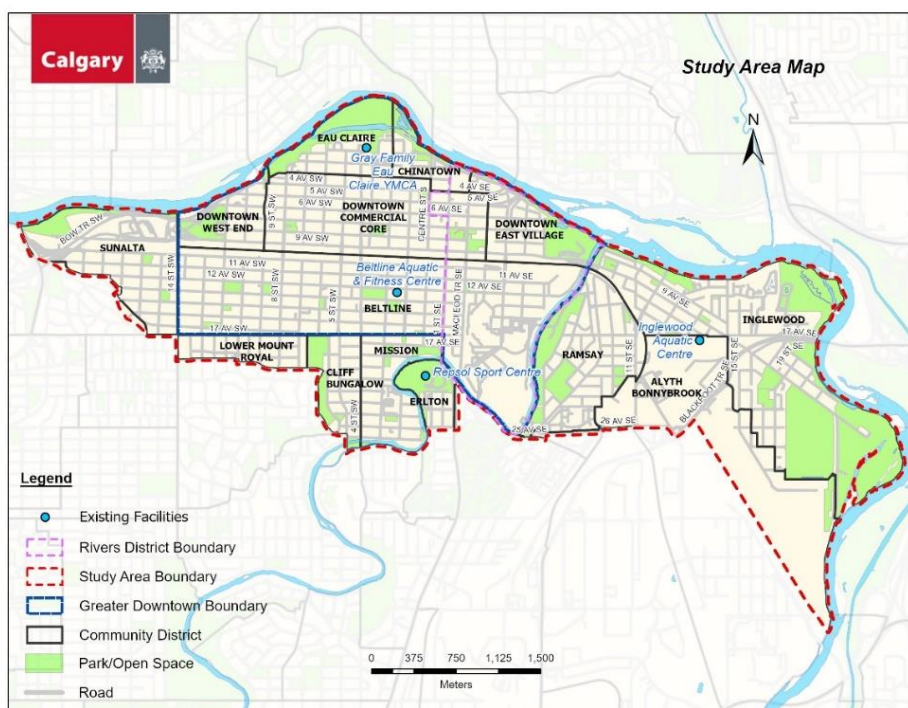 Calgary
Study Area Map
N
EAU CLAIRE
Gray Family
Eau
Claire YMCA
CHINATOWN
4 AV SW
4 AV SE
5 AV SW
5 AV SE
6 AV SW
6 AV SE
9 ST SW
CENTRE ST S
DOWNTOWN
WEST END
DOWNTOWN
COMMERCIAL
CORE
DOWNTOWN
EAST VILLAGE
BOW TR SW
SUNALTA
9 AV SW
11 AV SW
11 AV SE
12 AV SW
12 AV SE
14 ST SW
8 ST SW
5 ST SW
Beltline Aquatic
& Fitness Centre
BELTLINE
1 ST SE
MACLEOD TR SE
9 AV SE
INGLEWOOD
17 AV SW
17 AV SE
17 AV SE
Inglewood
Aquatic
Centre
LOWER MOUNT
ROYAL
MISSION
RAMSAY
11 ST SE
15 ST SE
19 ST
CLIFF
BUNGALOW
Repsol Sport Centre
ALYTH
BONNYBROOK
BLACKFOOT TR SE
4 ST SW
ERLTON
25 AV SE
26 AV SE
Legend
Existing Facilities
Rivers District Boundary
Study Area Boundary
Greater Downtown Boundary
Community District
Park/Open Space
Road
0 375 750 1,125 1,500
Meters